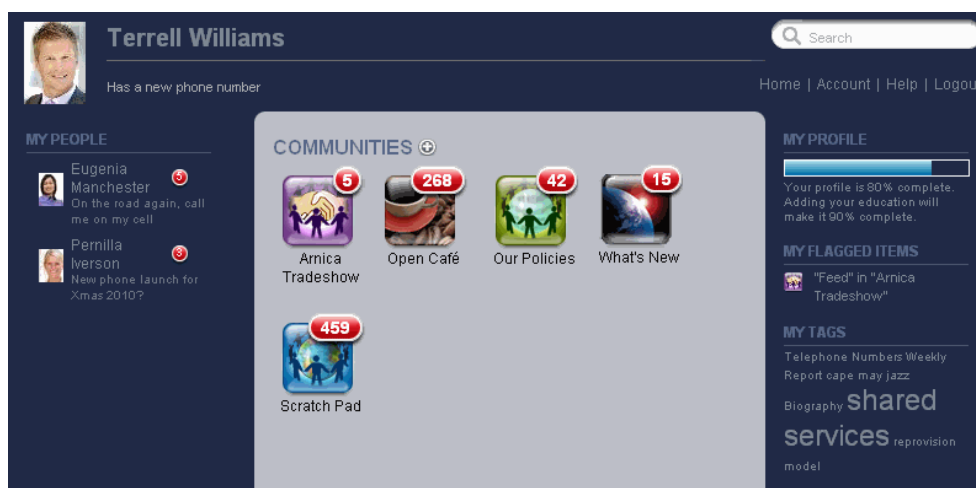 Terrell Williams
Search
Has a new phone number
Home | Account | Help | Logou
MY PEOPLE
Eugenia
Manchester
5
On the road again, call
me on my cell
Pernilla
Iverson
3
New phone launch for
Xmas 2010?
COMMUNITIES
5
268
42
15
Arnica
Tradeshow
Open Café
Our Policies
What's New
459
Scratch Pad
MY PROFILE
Your profile is 80% complete.
Adding your education will
make it 90% complete.
MY FLAGGED ITEMS
"Feed" in "Arnica
Tradeshow"
MY TAGS
Telephone Numbers Weekly
Report cape may jazz
Biography shared
services reprovision
model